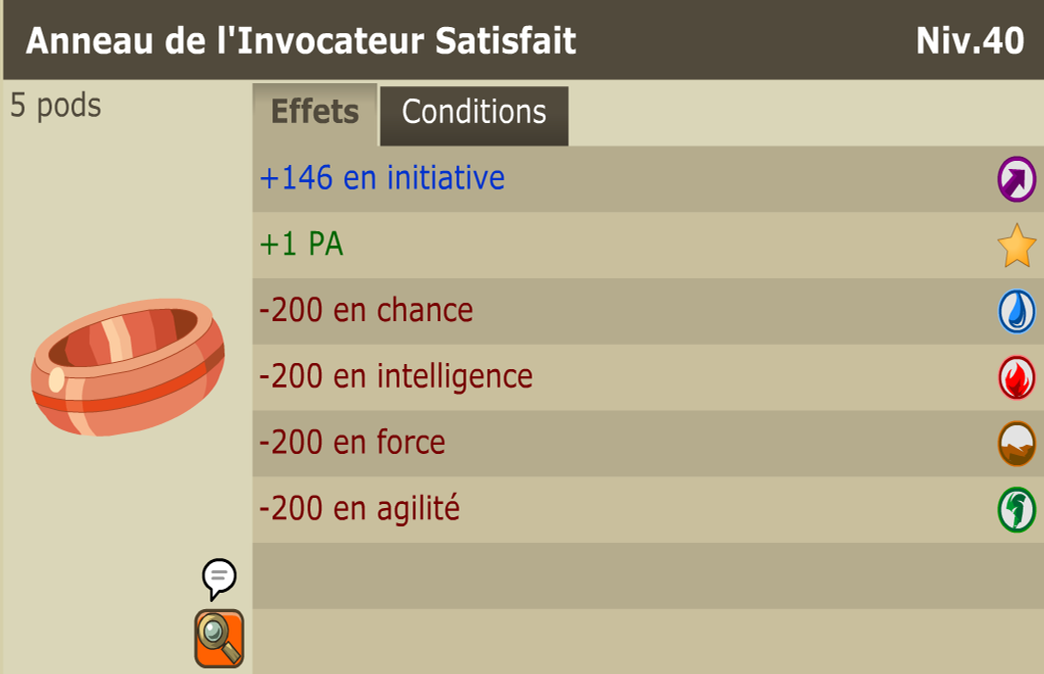 Anneau de l'Invocateur Satisfait
Niv.40
5 pods
Effets
Conditions
+146 en initiative
+1 PA
-200 en chance
-200 en intelligence
-200 en force
-200 en agilité